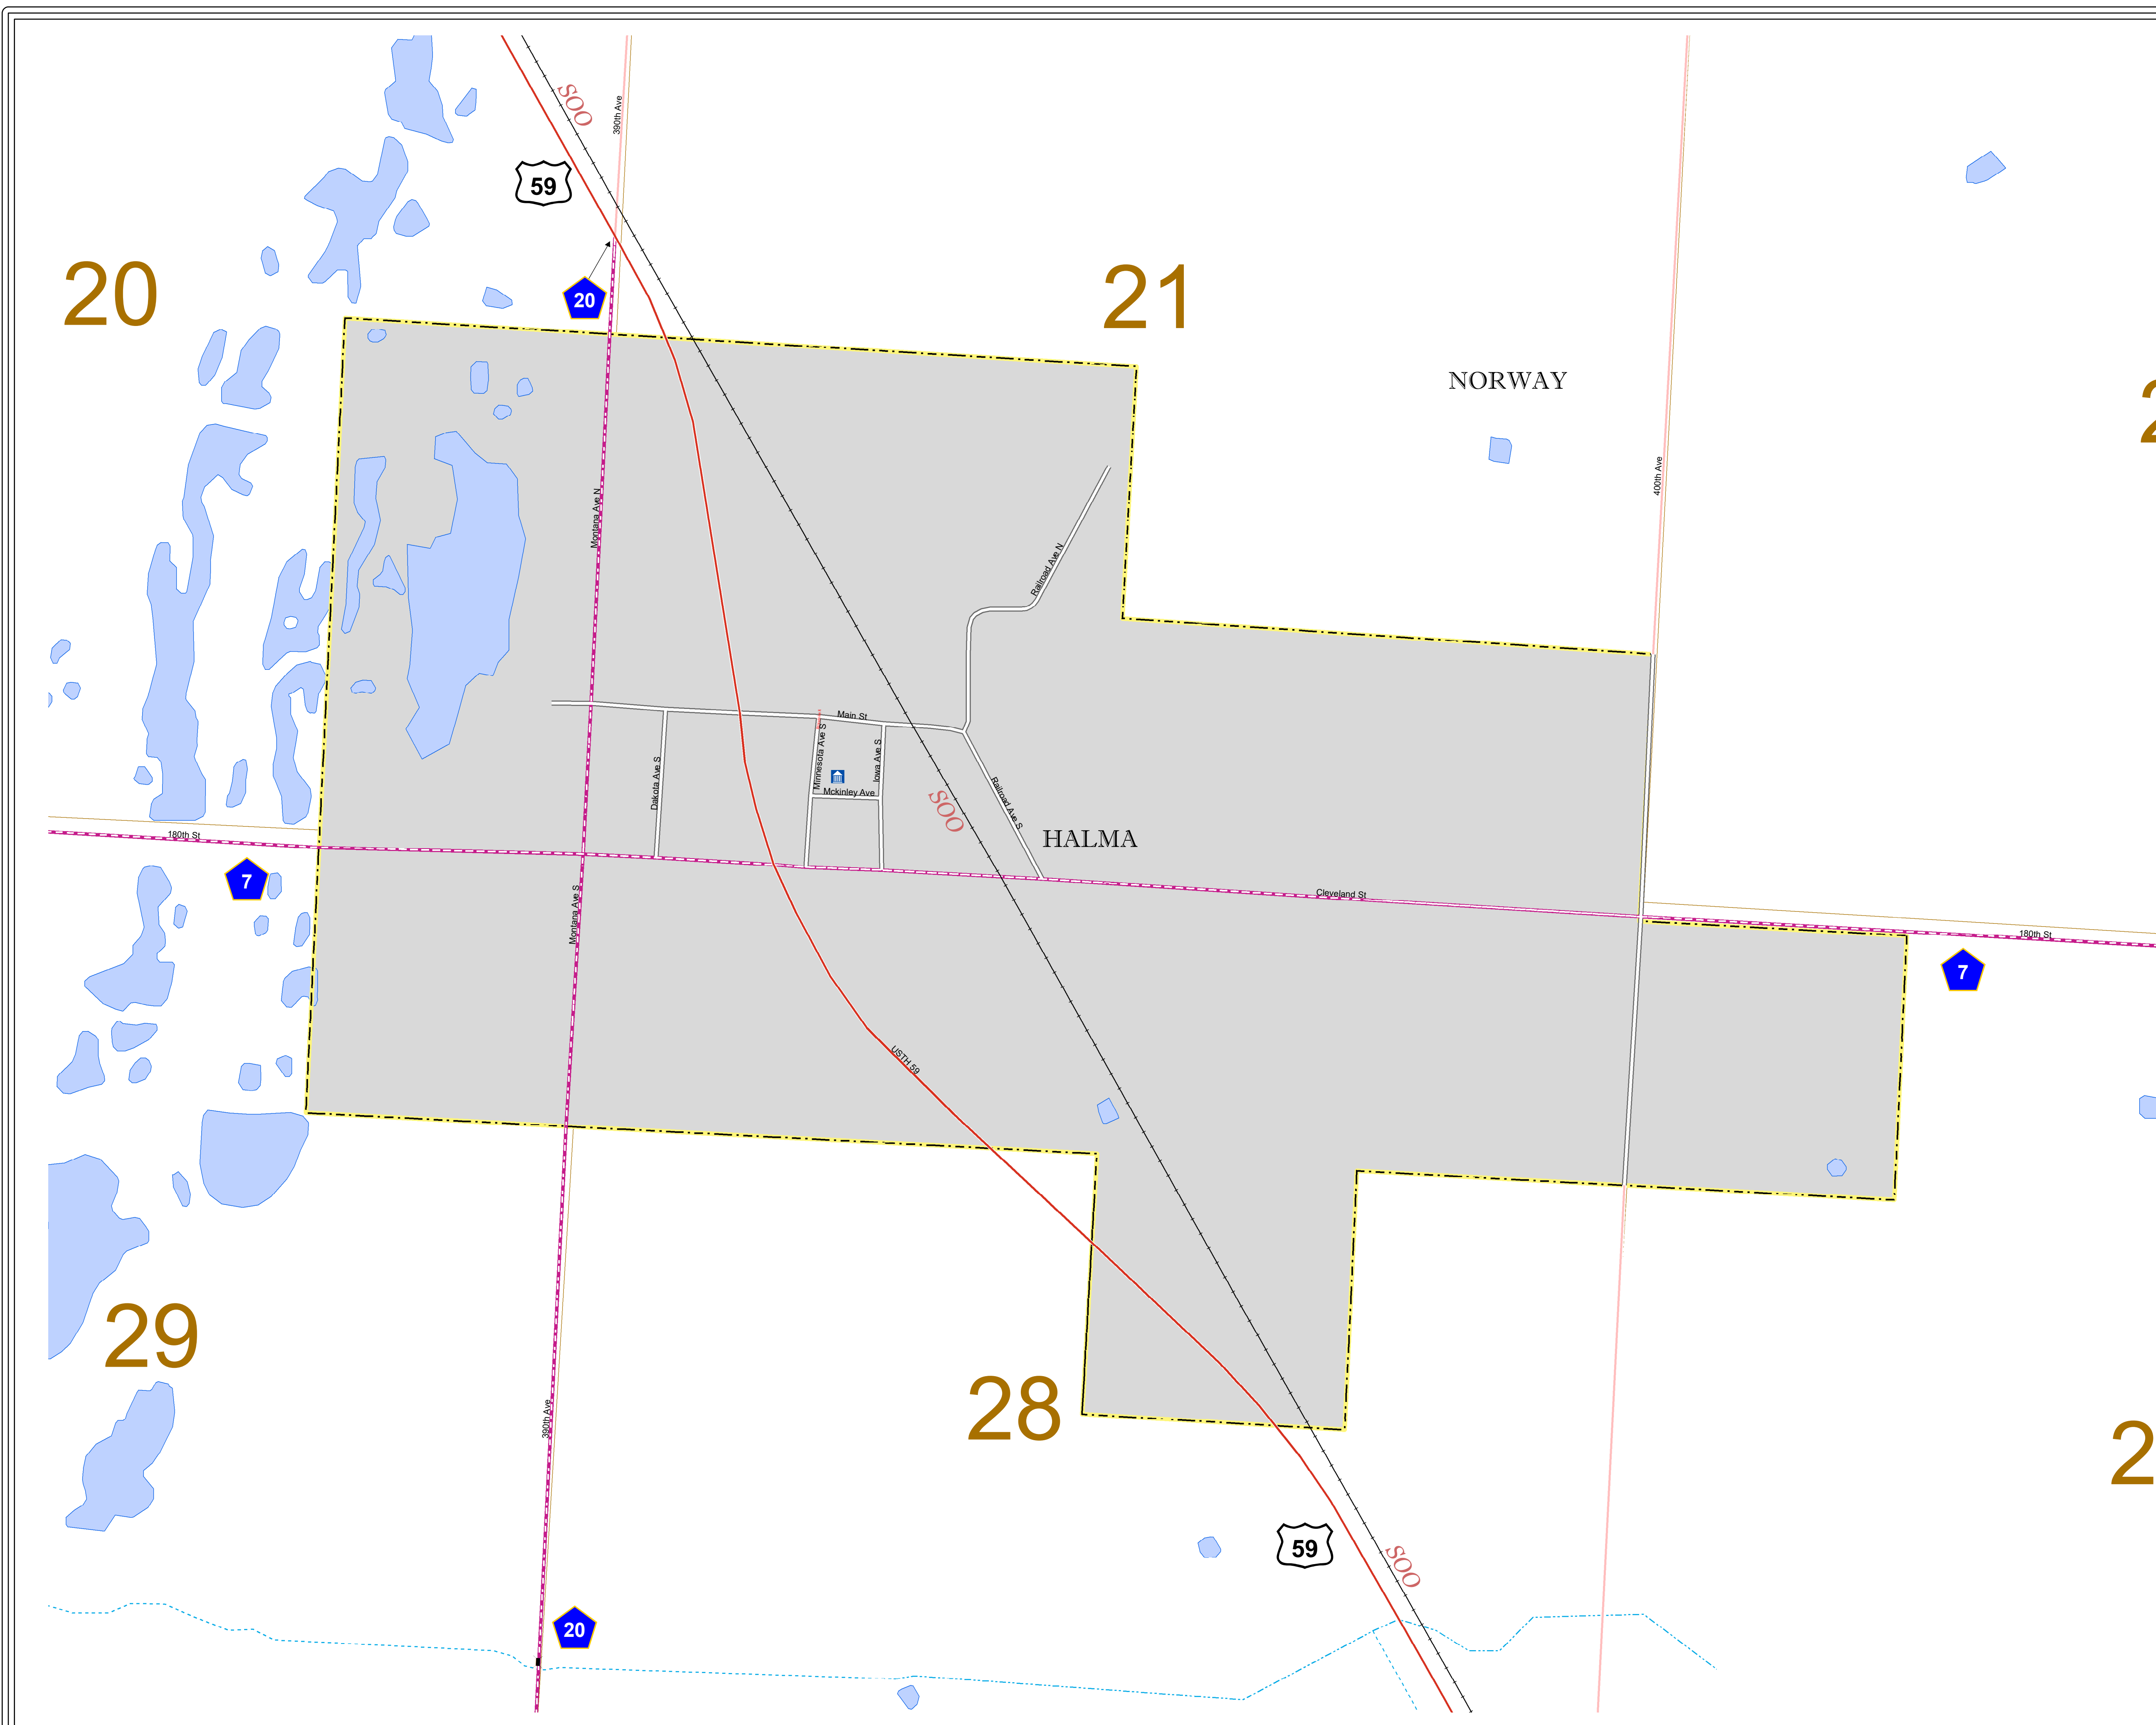 SOO
390th Ave
59
20
20
21
NORWAY
400th Ave
Montana Ave N
Railroad Ave N
Main St
Minnesota Ave S
Iowa Ave S
Dakota Ave S
Mckinley Ave
Railroad Ave S
SOO
HALMA
180th St
7
Montana Ave S
Cleveland St
180th St
7
USTH 59
29
28
390th Ave
59
SOO
20